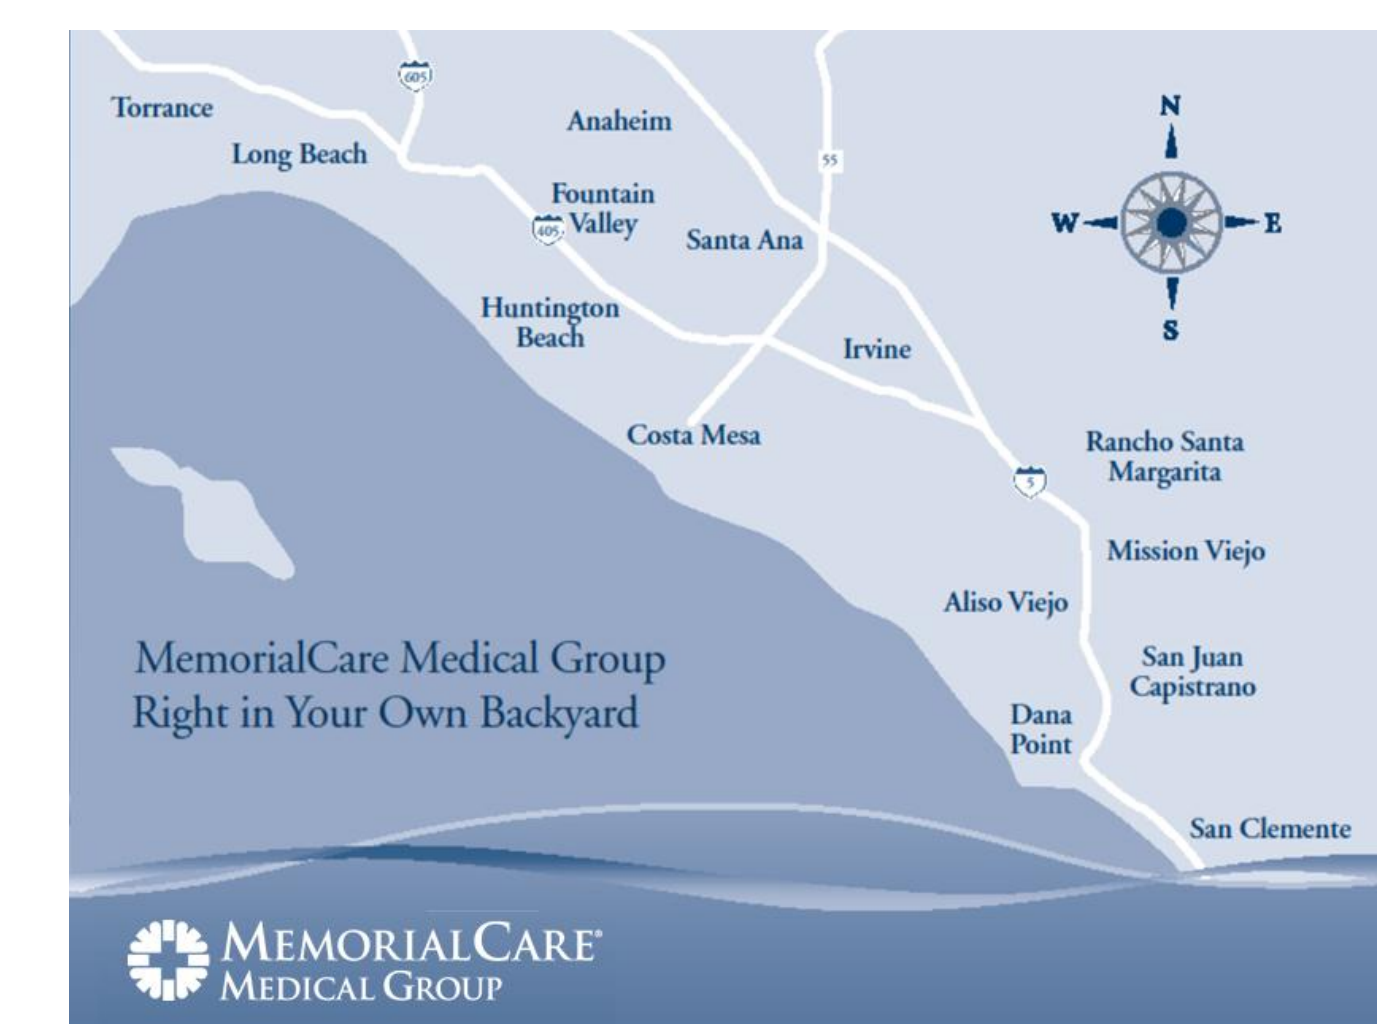 605
Torrance
Anaheim
N
Long Beach
55
Fountain
Valley
405
Santa Ana
W
E
Huntington
Beach
S
Irvine
Costa Mesa
Rancho Santa
Margarita
5
Mission Viejo
Aliso Viejo
MemorialCare Medical Group
Right in Your Own Backyard
San Juan
Capistrano
Dana
Point
San Clemente
MEMORIALCARE®
MEDICAL GROUP